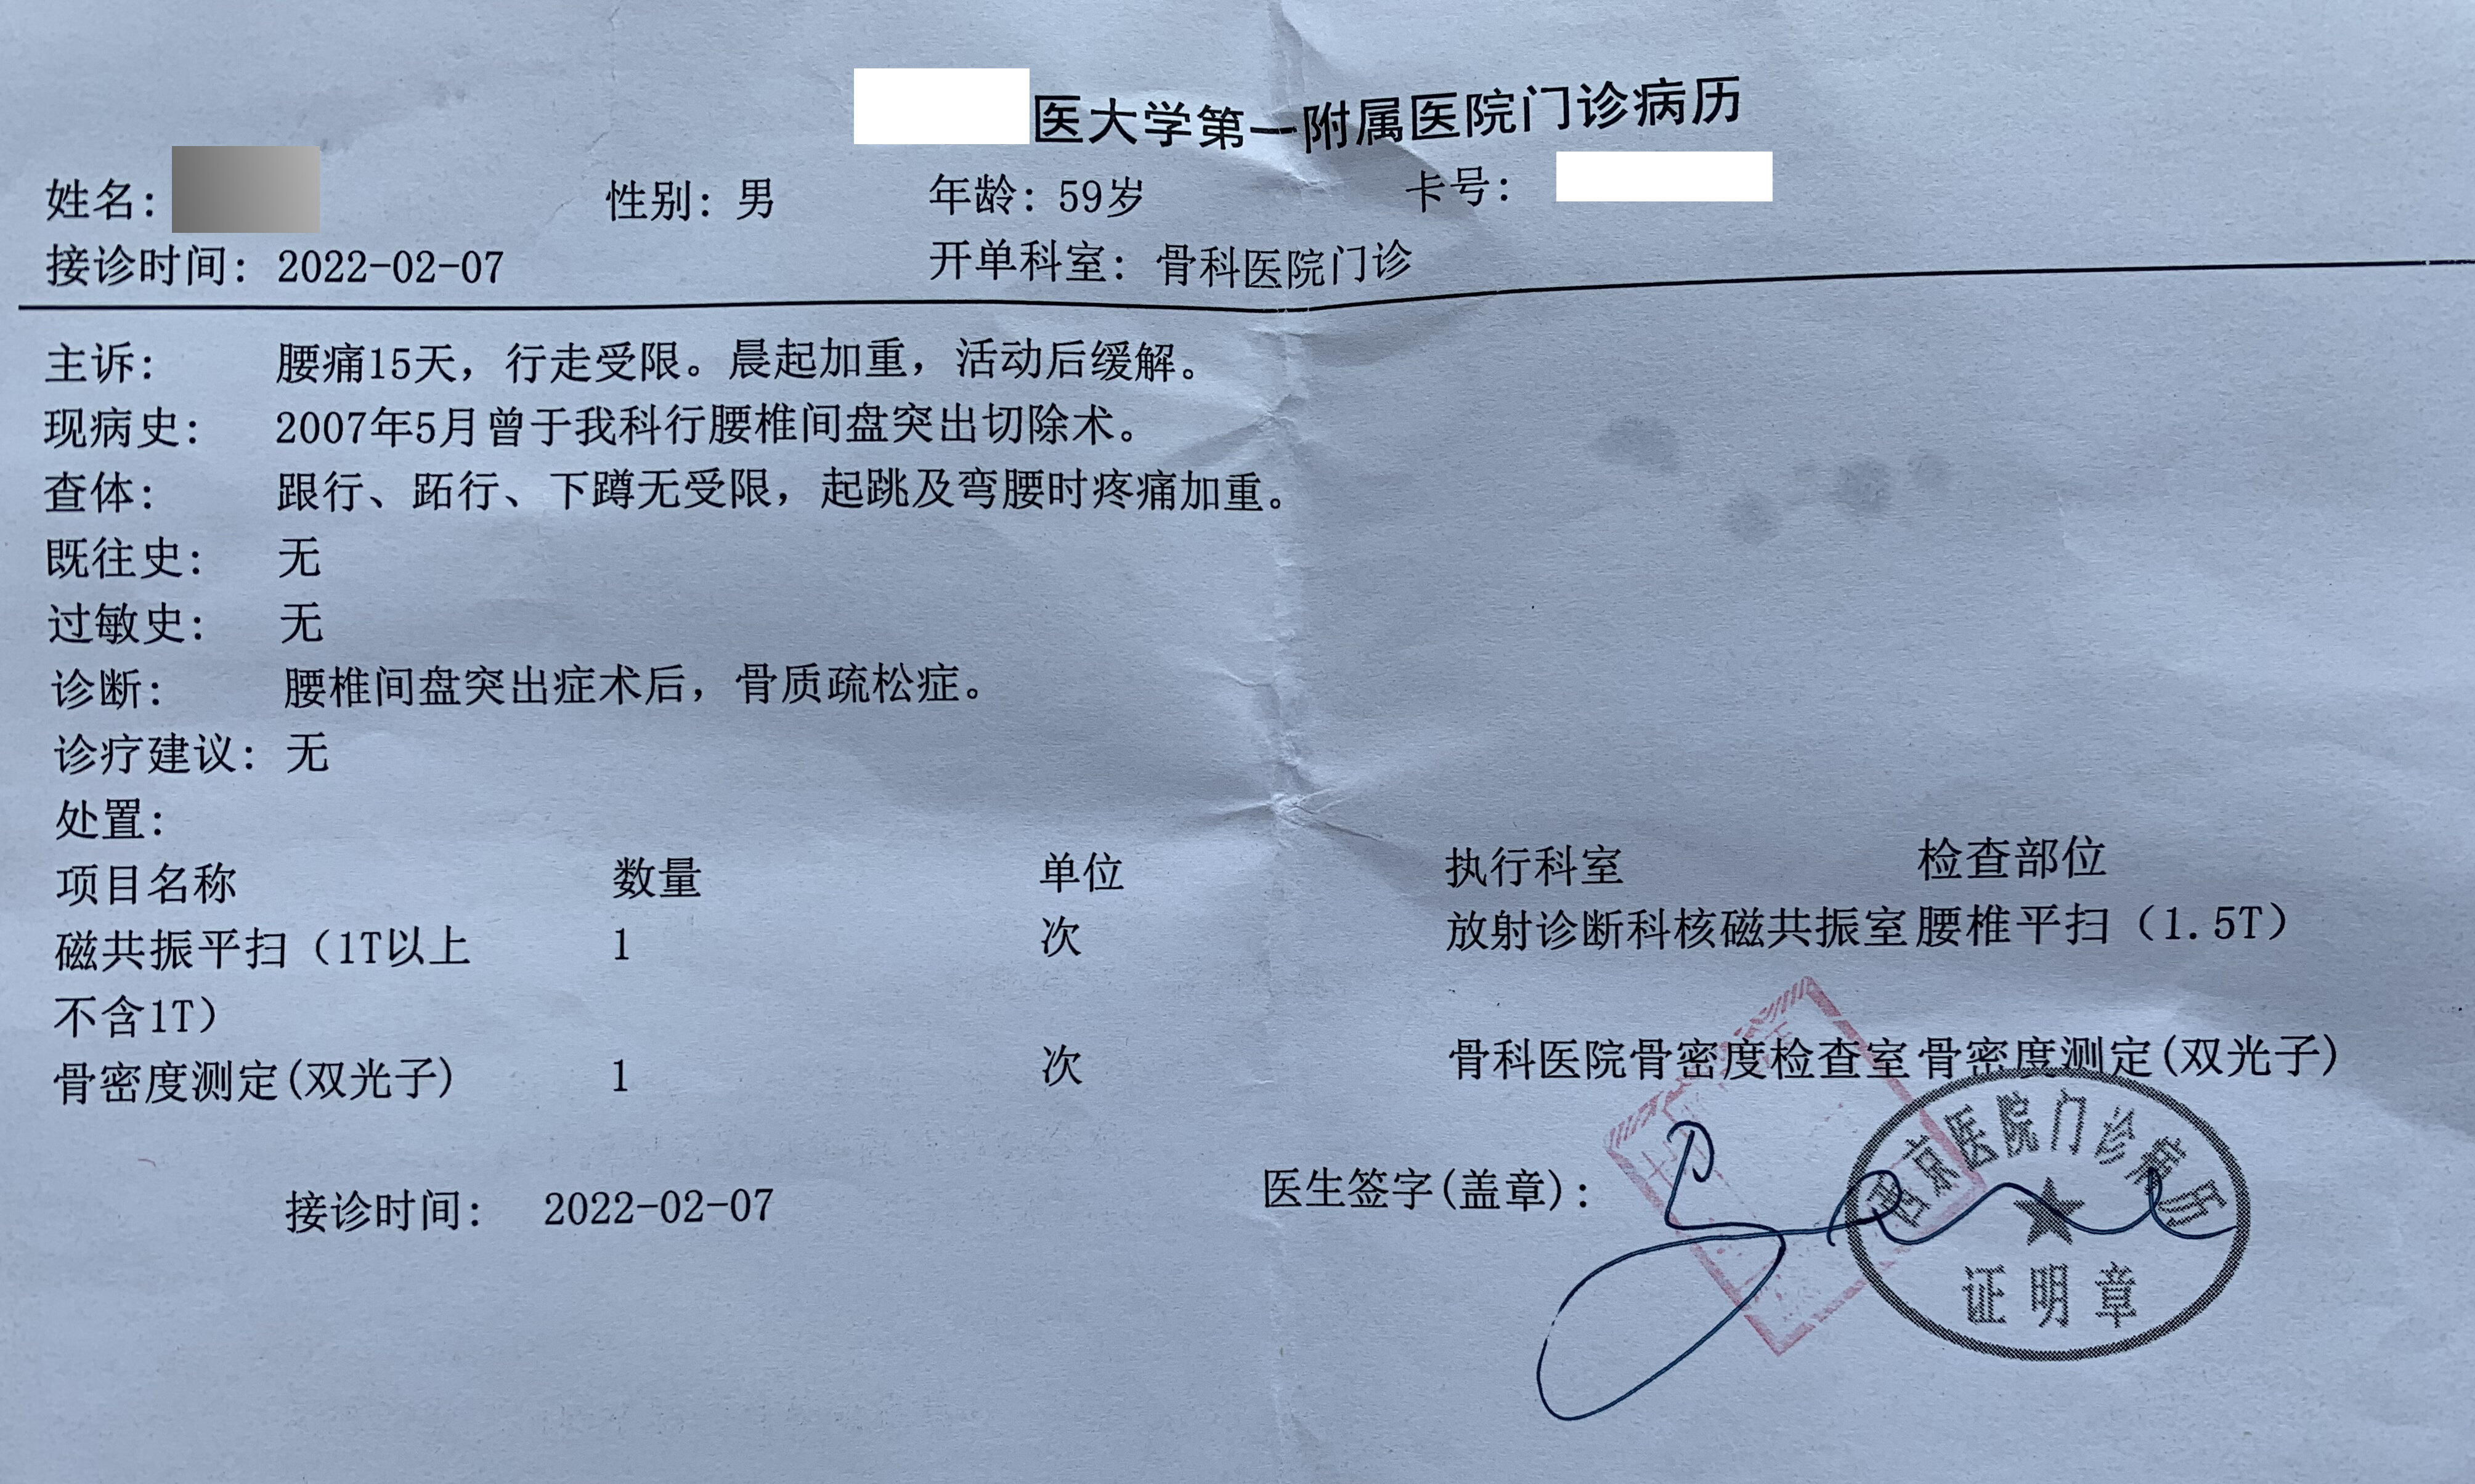 医大学第一附属医院门诊病历
姓名: 性别: 男 年龄: 59岁 卡号:
接诊时间: 2022-02-07 开单科室: 骨科医院门诊
主诉: 腰痛15天，行走受限。晨起加重，活动后缓解。
现病史: 2007年5月曾于我科行腰椎间盘突出切除术。
查体: 跟行、跖行、下蹲无受限，起跳及弯腰时疼痛加重。
既往史: 无
过敏史: 无
诊断: 腰椎间盘突出症术后，骨质疏松症。
诊疗建议: 无
处置:
项目名称 数量 单位 执行科室 检查部位
磁共振平扫（1T以上 1 次 放射诊断科核磁共振室 腰椎平扫（1.5T）
不含1T）
骨密度测定(双光子) 1 次 骨科医院骨密度检查室 骨密度测定(双光子)
接诊时间: 2022-02-07 医生签字(盖章):
西京医院门诊病历
证明章